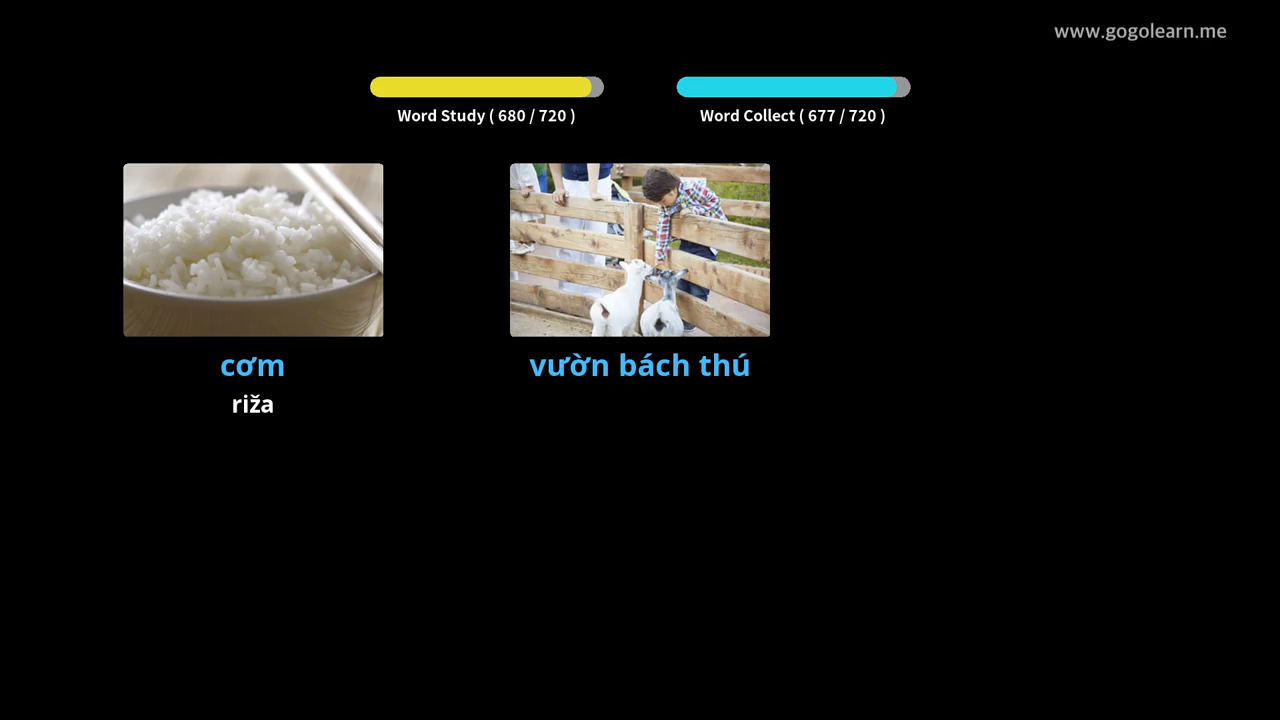 www.gogolearn.me
Word Study ( 680 / 720 )
Word Collect ( 677 / 720 )
cơm
riža
vườn bách thú